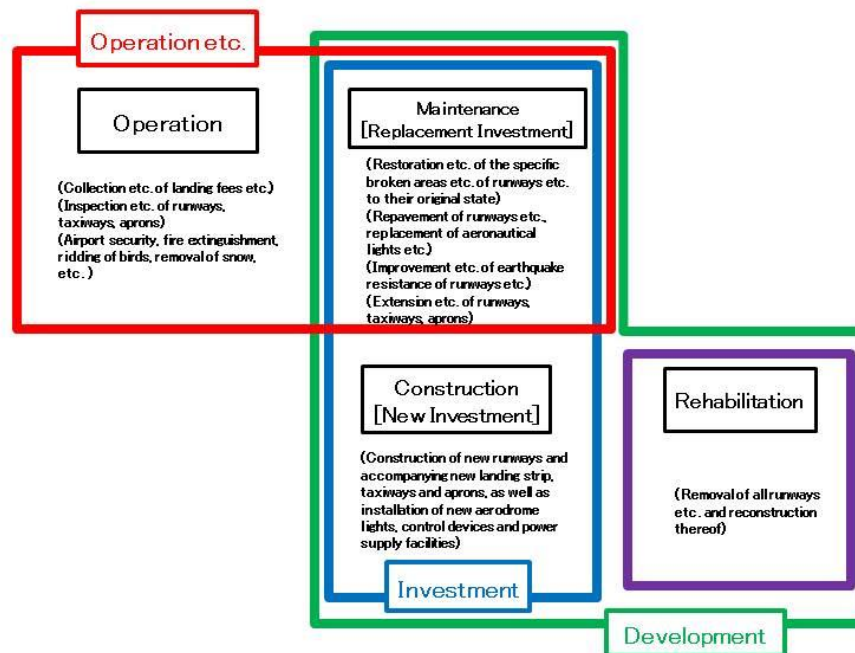 Operation etc.
Operation
(Collection etc. of landing fees etc.)
(Inspection etc. of runways,
taxiways, aprons)
(Airport security, fire extinguishment,
ridding of birds, removal of snow,
etc. )
Maintenance
[Replacement Investment]
(Restoration etc. of the specific
broken areas etc. of runways etc.
to their original state)
(Repavement of runways etc.,
replacement of aeronautical
lights etc.)
(Improvement etc. of earthquake
resistance of runways etc.)
(Extension etc. of runways,
taxiways, aprons)
Construction
[New Investment]
(Construction of new runways and
accompanying new landing strip,
taxiways and aprons, as well as
installation of new aerodrome
lights, control devices and power
supply facilities)
Investment
Rehabilitation
(Removal of all runways
etc. and reconstruction
thereof)
Development